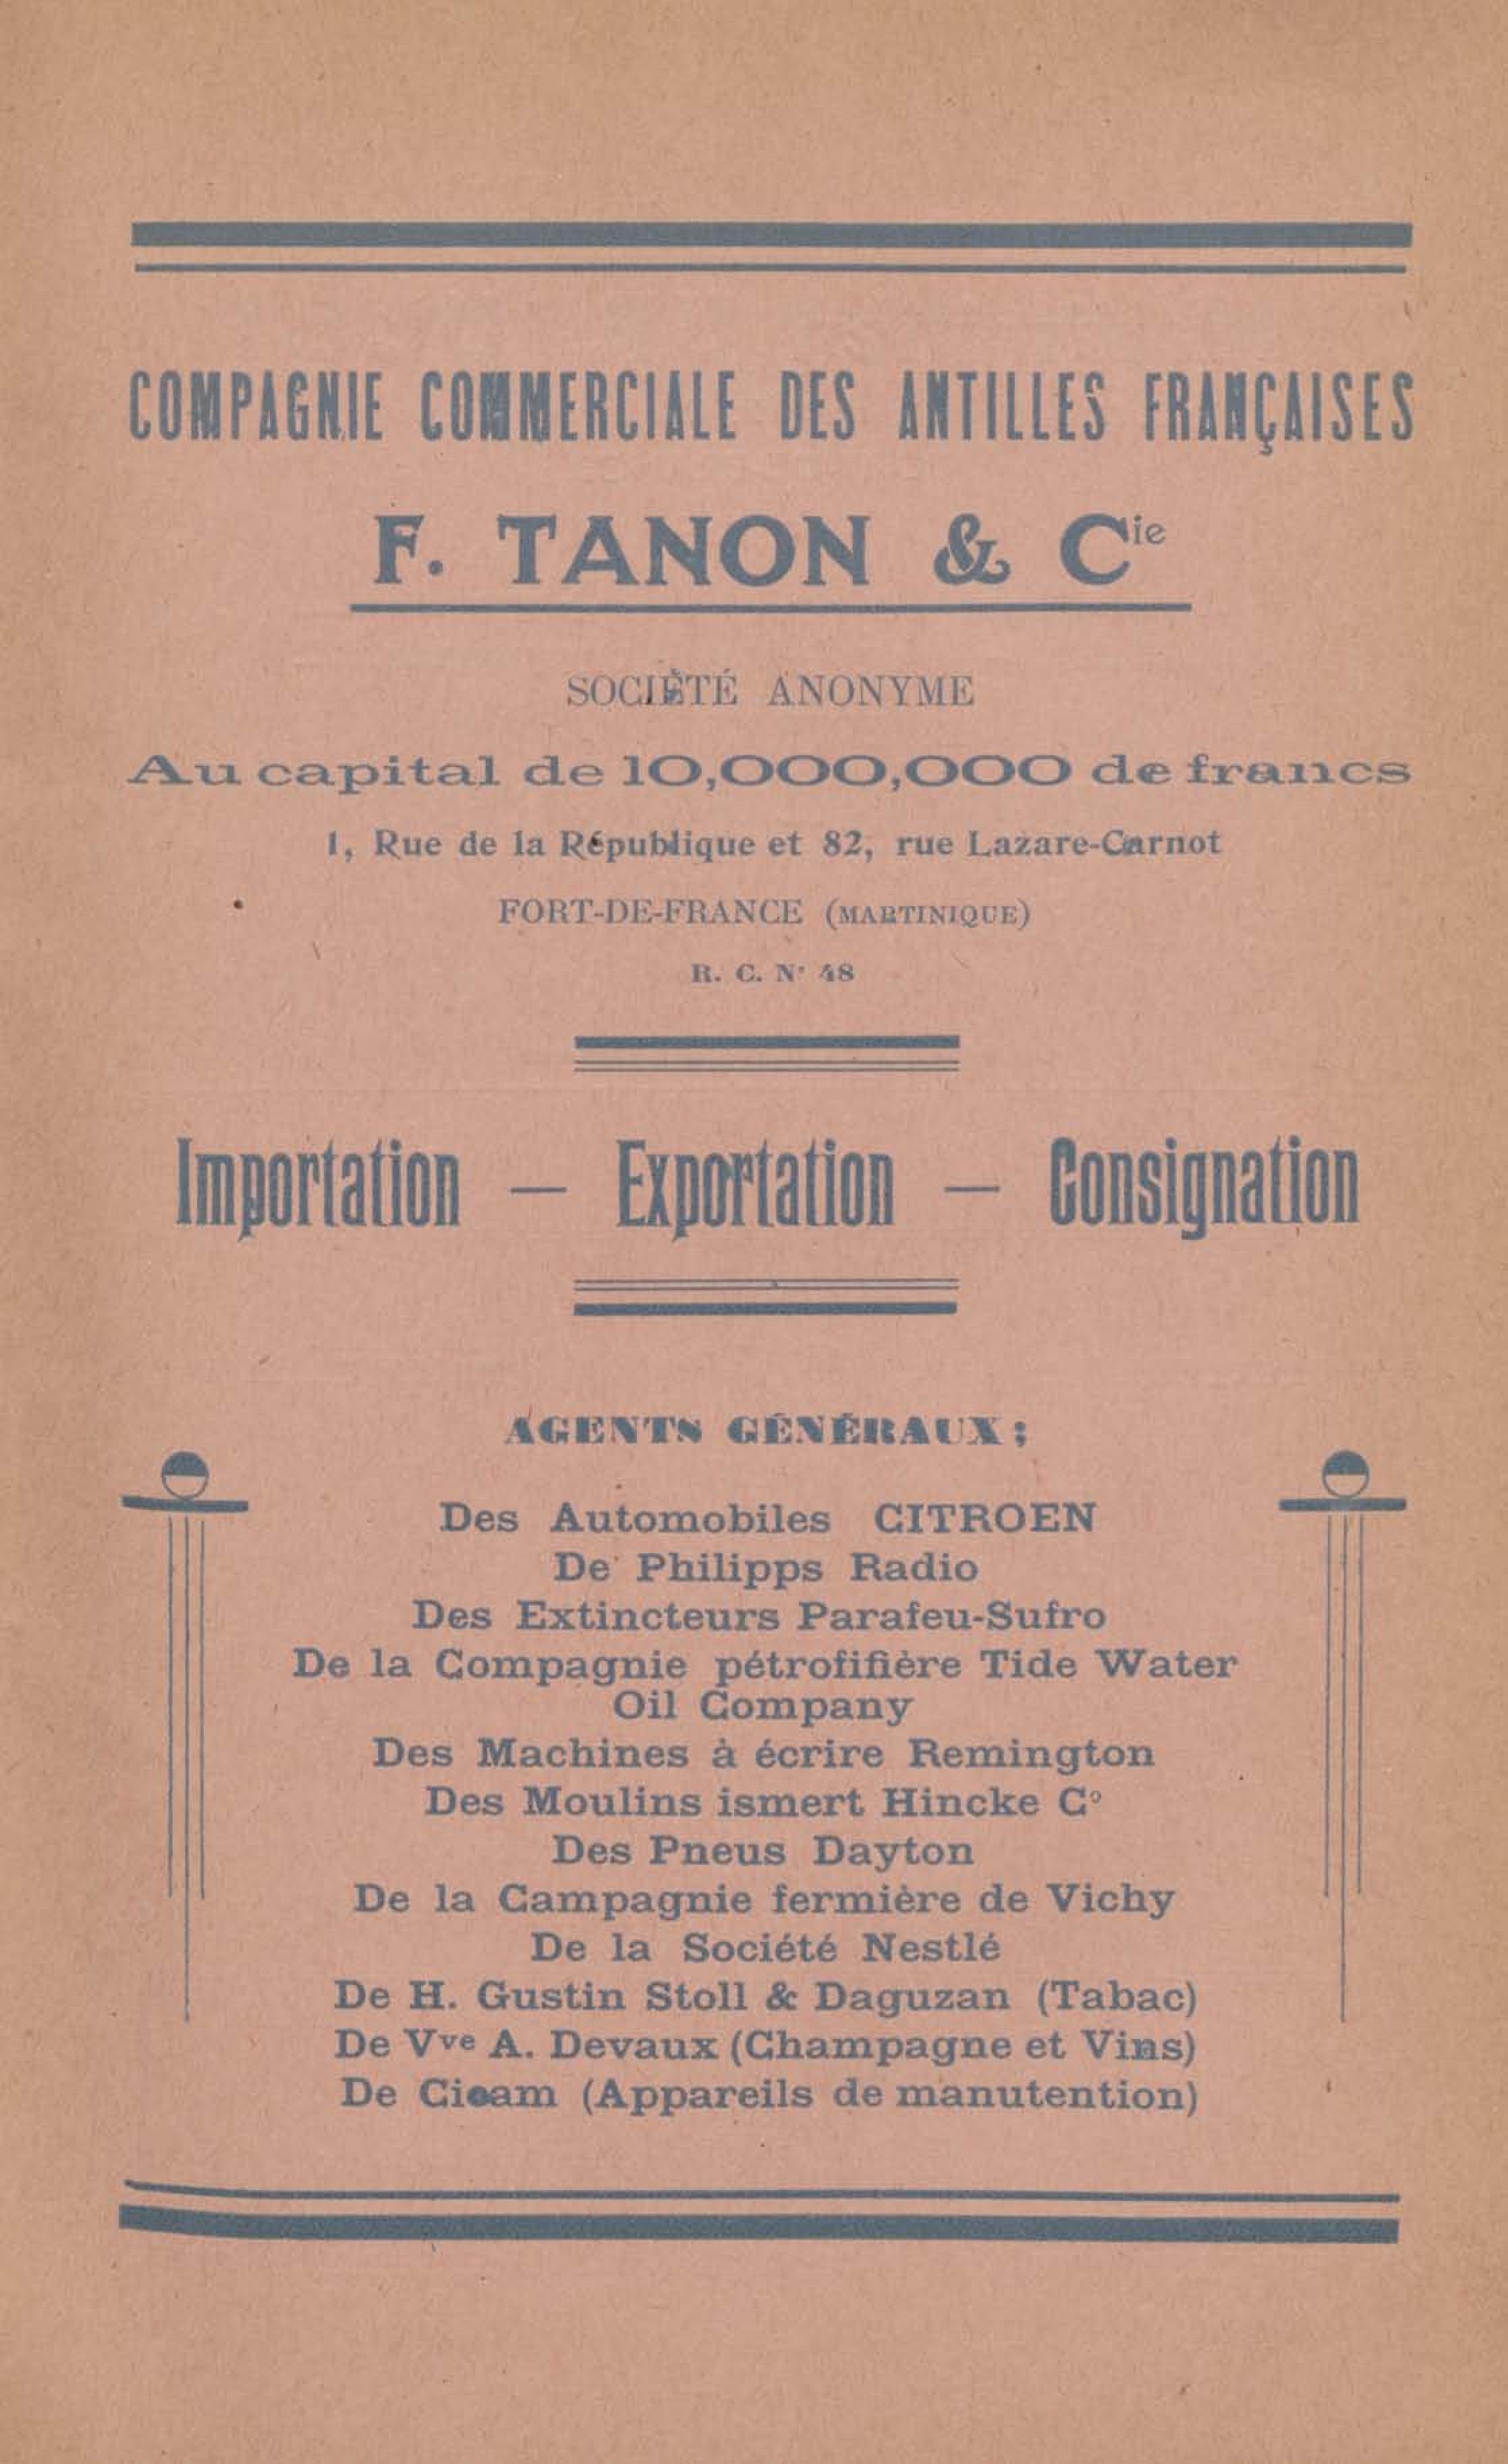 COMPAGNIE COMMERCIALE DES ANTILLES FRANÇAISES
F. TANON & Cie
SOCIÉTÉ ANONYME
Au capital de 10,000,000 de francs
1, Rue de la République et 82, rue Lazare-Carnot
FORT-DE-FRANCE (MARTINIQUE)
R. C. N° 48
Importation — Exportation — Consignation
AGENTS GÉNÉRAUX :
Des Automobiles CITROEN
De Philipps Radio
Des Extincteurs Parafeu-Sufro
De la Compagnie pétrofifière Tide Water
Oil Company
Des Machines à écrire Remington
Des Moulins ismert Hincke C°
Des Pneus Dayton
De la Campagnie fermière de Vichy
De la Société Nestlé
De H. Gustin Stoll & Daguzan (Tabac)
De Vve A. Devaux (Champagne et Vins)
De Cicam (Appareils de manutention)